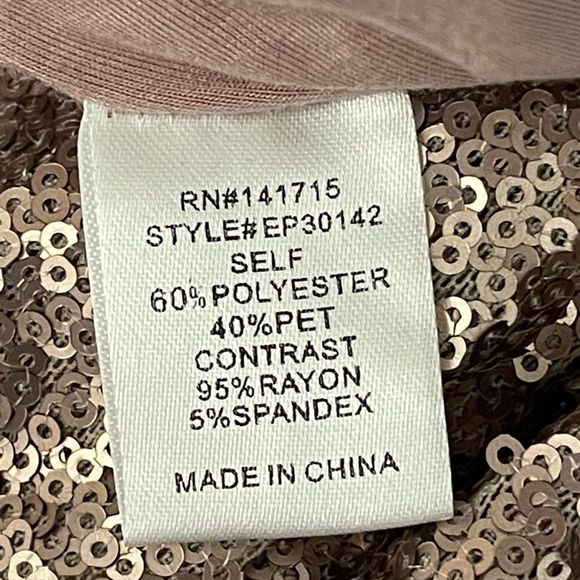 RN#141715
STYLE#EP30142
SELF
60%POLYESTER
40%PET
CONTRAST
95%RAYON
5%SPANDEX
MADE IN CHINA